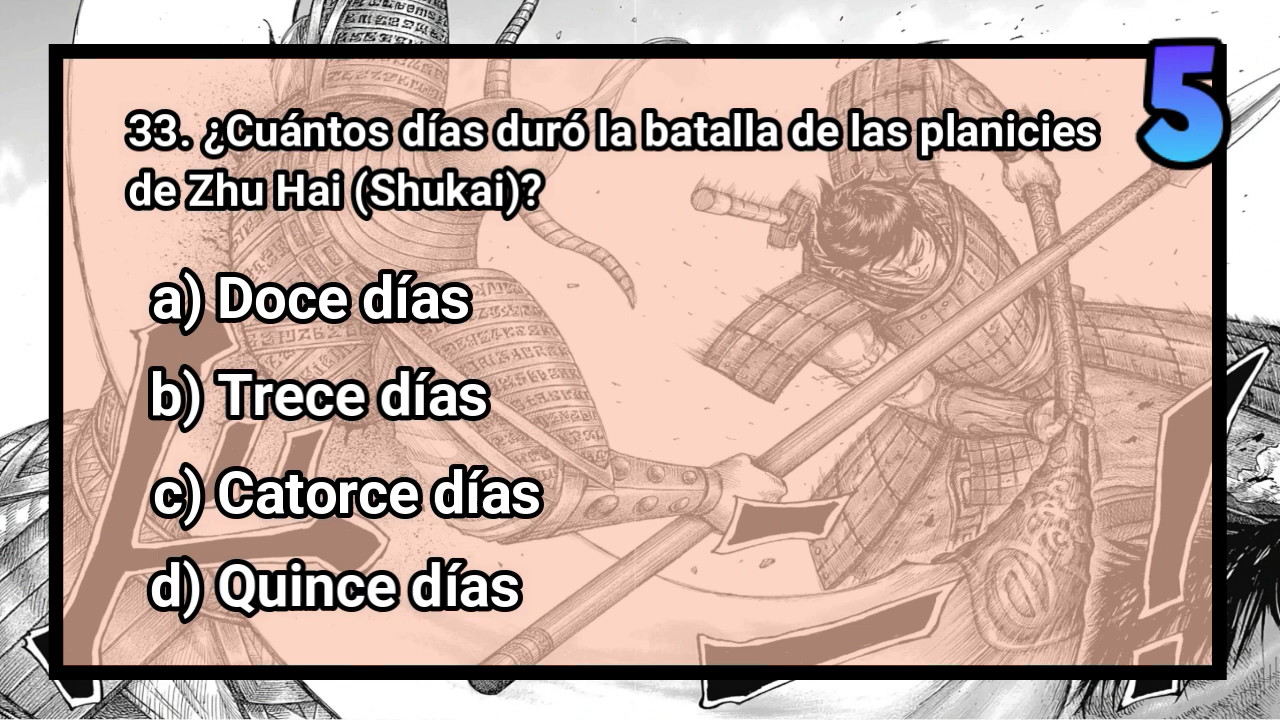 5
33. ¿Cuántos días duró la batalla de las planicies
de Zhu Hai (Shukai)?
a) Doce días
b) Trece días
c) Catorce días
d) Quince días